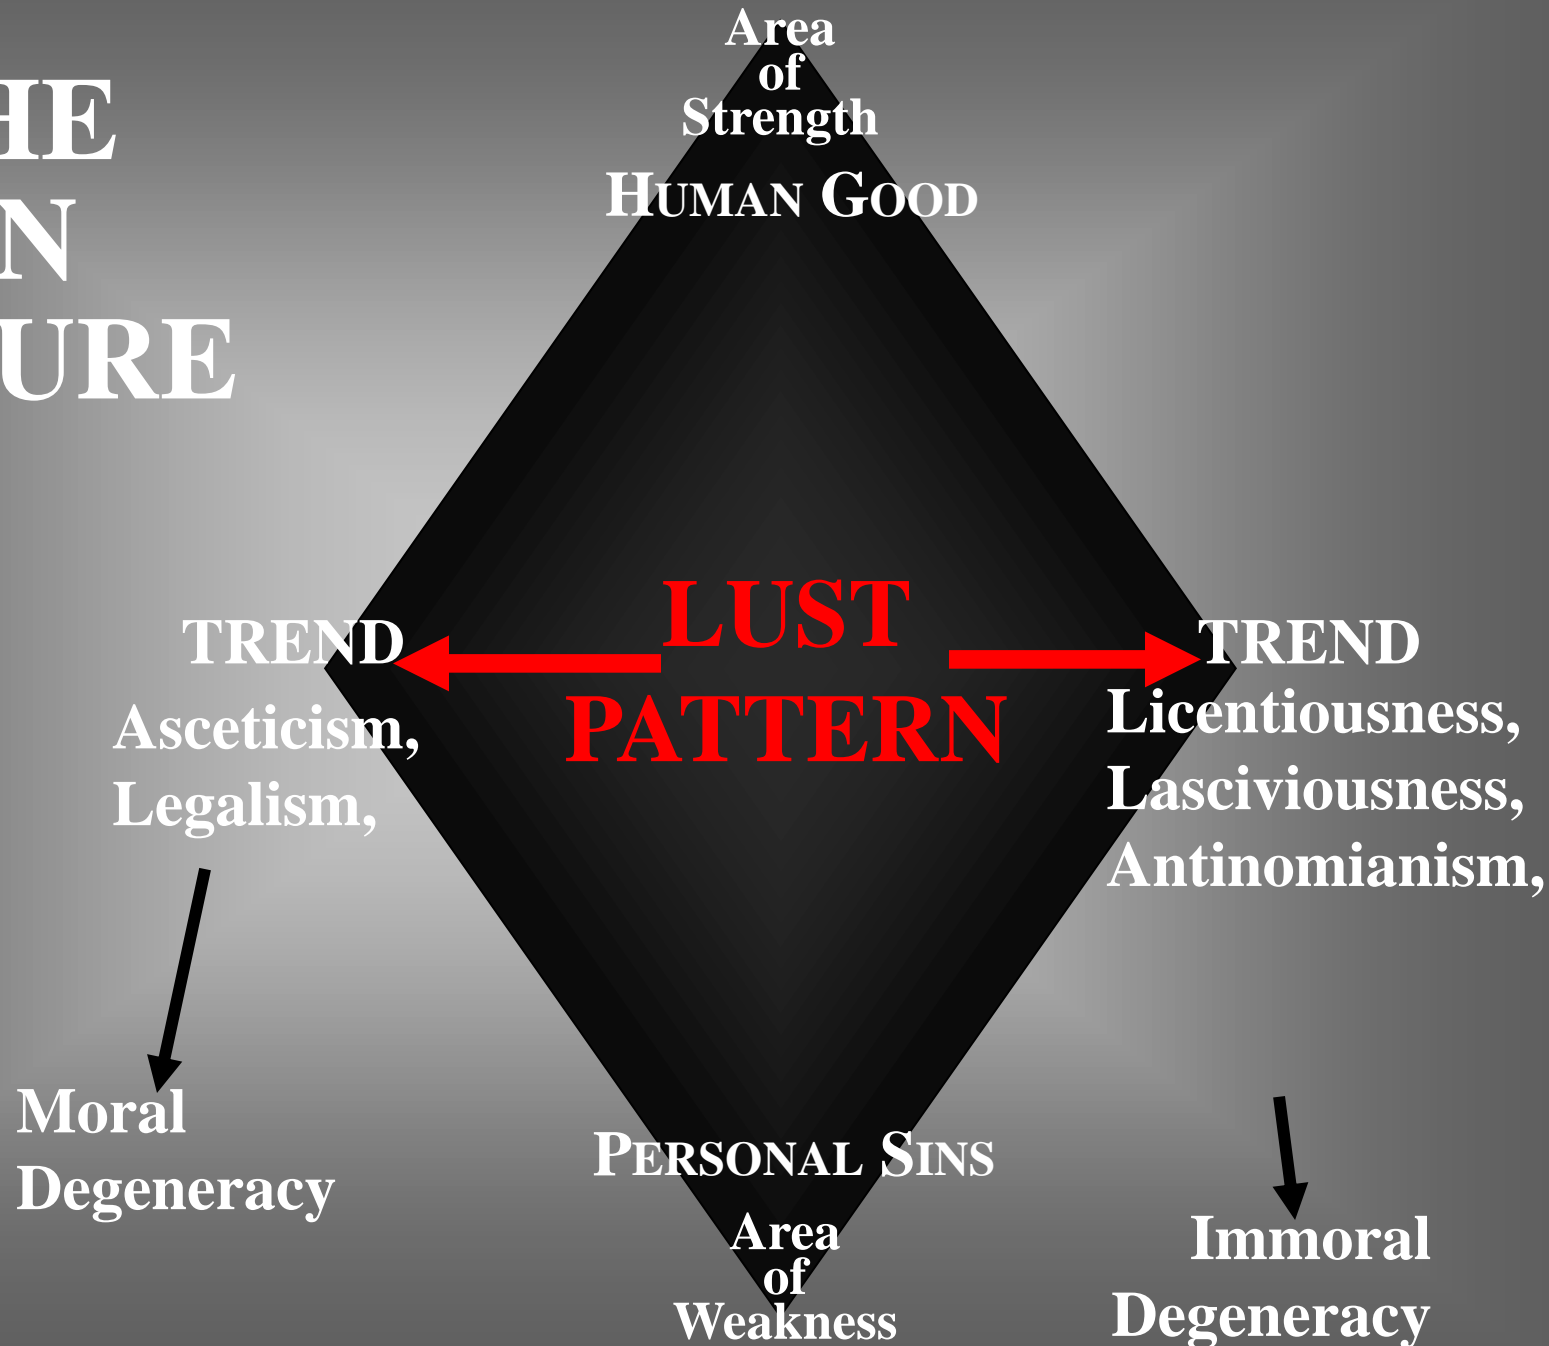 HE
N
URE
Area
of
Strength
HUMAN GOOD
LUST
PATTERN
TREND
Asceticism,
Legalism,
TREND
Licentiousness,
Lasciviousness,
Antinomianism,
Moral
Degeneracy
PERSONAL SINS
Area
of
Weakness
Immoral
Degeneracy